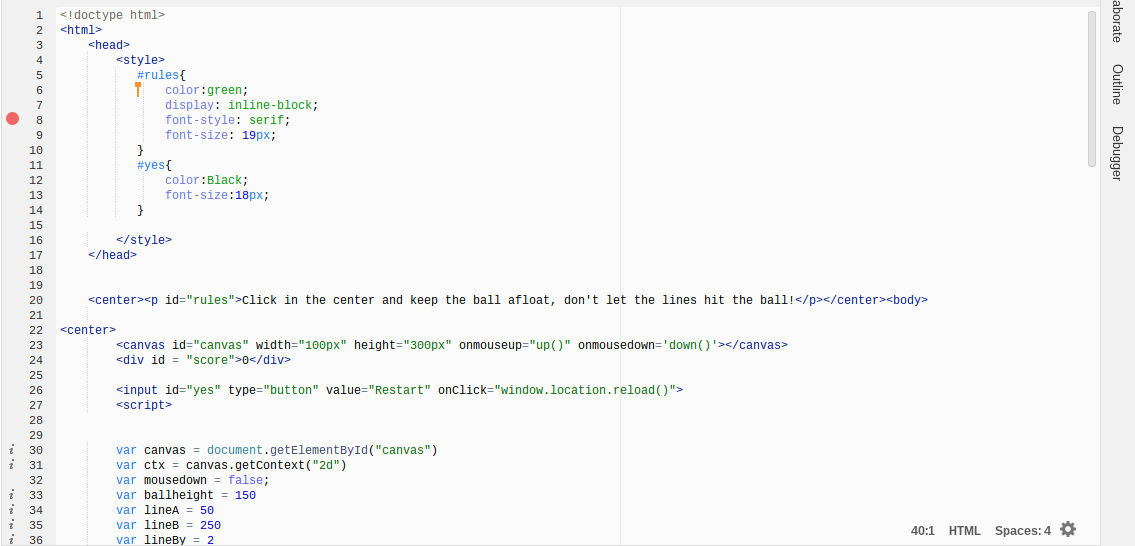 1 <!doctype html>
2 <html>
3 <head>
4 <style>
5 #rules{
6 color:green;
7 display: inline-block;
8 font-style: serif;
9 font-size: 19px;
10 }
11 #yes{
12 color:Black;
13 font-size:18px;
14 }
15
16 </style>
17 </head>
18
19
20 <center><p id="rules">Click in the center and keep the ball afloat, don't let the lines hit the ball!</p></center><body>
21
22 <center>
23 <canvas id="canvas" width="100px" height="300px" onmouseup="up()" onmousedown='down()'></canvas>
24 <div id = "score">0</div>
25
26 <input id="yes" type="button" value="Restart" onClick="window.location.reload()">
27 <script>
28
29
i 30 var canvas = document.getElementById("canvas")
i 31 var ctx = canvas.getContext("2d")
32 var mousedown = false;
i 33 var ballheight = 150
i 34 var lineA = 50
i 35 var lineB = 250
i 36 var lineBy = 2
40:1 HTML Spaces: 4
aborate
Outline
Debugger